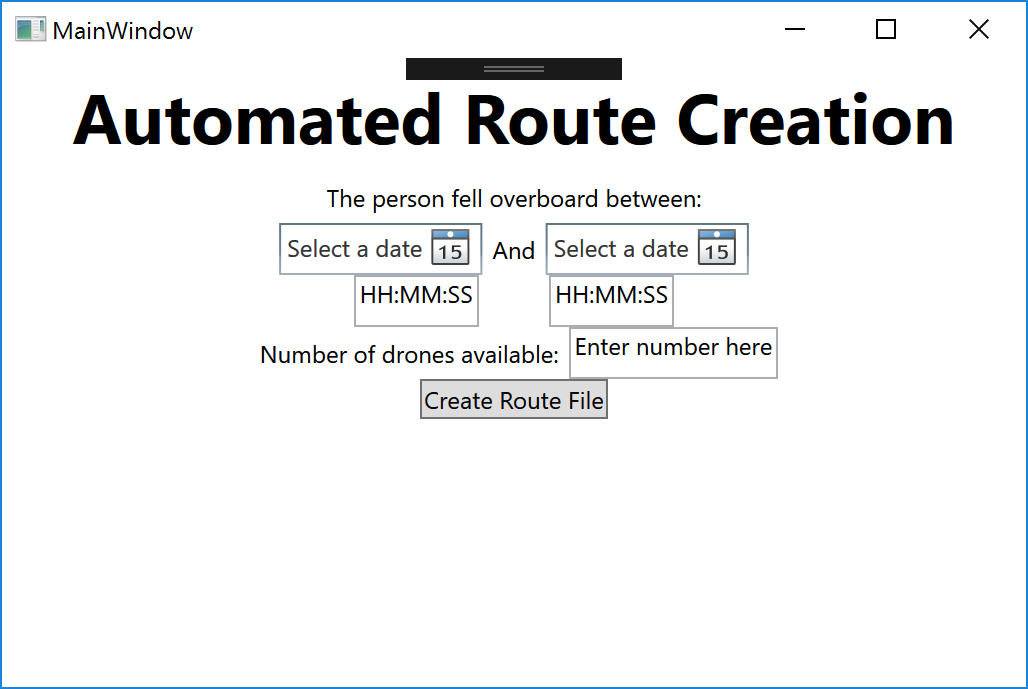 MainWindow
Automated Route Creation
The person fell overboard between:
Select a date 15 And Select a date 15
HH:MM:SS HH:MM:SS
Number of drones available: Enter number here
Create Route File